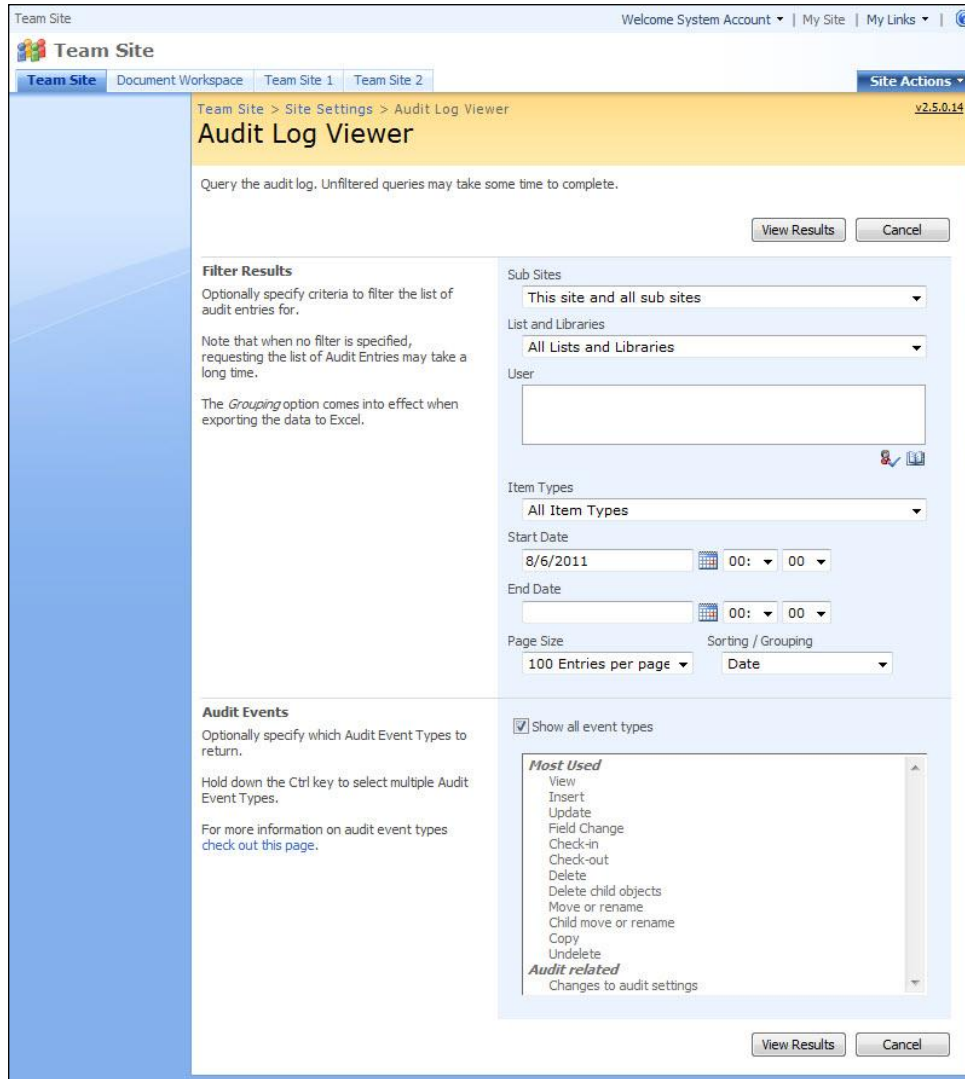 Team Site
Welcome System Account | My Site | My Links |
Team Site
Team Site Document Workspace Team Site 1 Team Site 2 Site Actions
Team Site > Site Settings > Audit Log Viewer v2.5.0.14
Audit Log Viewer
Query the audit log. Unfiltered queries may take some time to complete.
View Results Cancel
Filter Results
Optionally specify criteria to filter the list of
audit entries for.
Note that when no filter is specified,
requesting the list of Audit Entries may take a
long time.
The Grouping option comes into effect when
exporting the data to Excel.
Sub Sites
This site and all sub sites
List and Libraries
All Lists and Libraries
User
Item Types
All Item Types
Start Date
8/6/2011 00: 00
End Date
00: 00
Page Size Sorting / Grouping
100 Entries per page Date
Audit Events
Optionally specify which Audit Event Types to
return.
Hold down the Ctrl key to select multiple Audit
Event Types.
For more information on audit event types
check out this page.
Show all event types
Most Used
View
Insert
Update
Field Change
Check-in
Check-out
Delete
Delete child objects
Move or rename
Child move or rename
Copy
Undelete
Audit related
Changes to audit settings
View Results Cancel